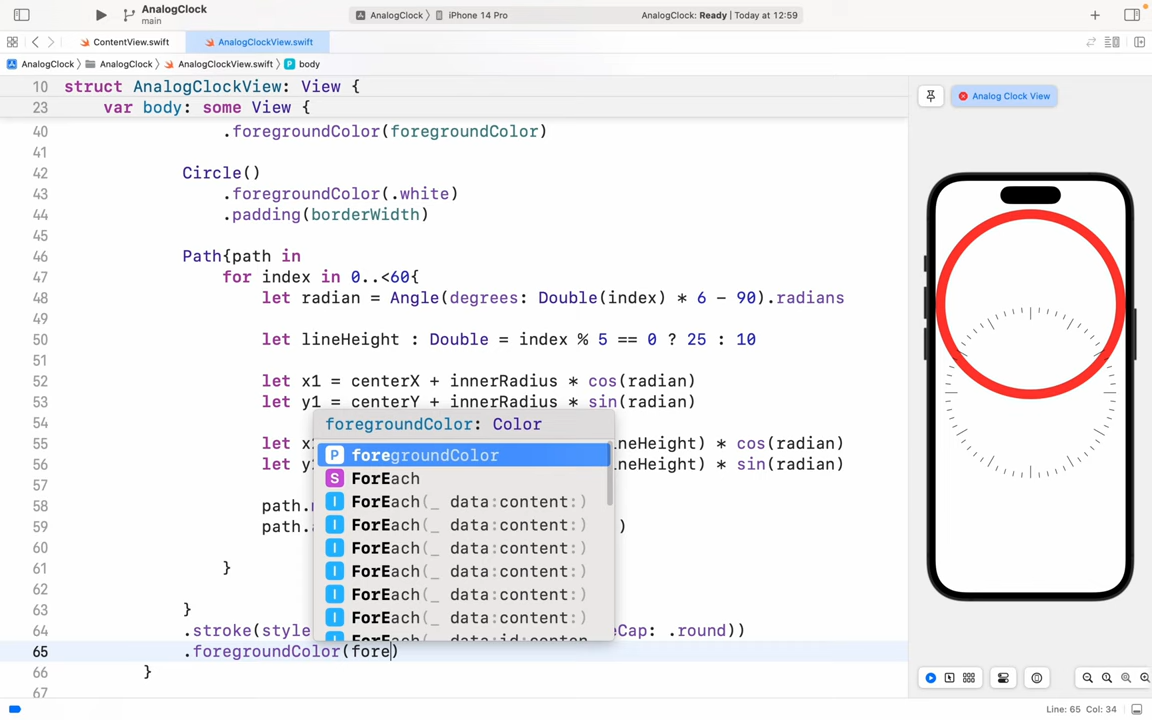 AnalogClock
main
AnalogClock 〉 iPhone 14 Pro
AnalogClock: Ready | Today at 12:59
ContentView.swift
AnalogClockView.swift
AnalogClock 〉 AnalogClock 〉 AnalogClockView.swift 〉 P body
10 struct AnalogClockView: View {
23 var body: some View {
40 .foregroundColor(foregroundColor)
41
42 Circle()
43 .foregroundColor(.white)
44 .padding(borderWidth)
45
46 Path{path in
47 for index in 0..<60{
48 let radian = Angle(degrees: Double(index) * 6 - 90).radians
49
50 let lineHeight : Double = index % 5 == 0 ? 25 : 10
51
52 let x1 = centerX + innerRadius * cos(radian)
53 let y1 = centerY + innerRadius * sin(radian)
54
55 let x ineHeight) * cos(radian)
56 let y ineHeight) * sin(radian)
57
58 path.
59 path. )
60
61 }
62
63 }
64 .stroke(style eCap: .round))
65 .foregroundColor(fore)
66 }
67
foregroundColor: Color
P foregroundColor
S ForEach
I ForEach(_ data:content:)
I ForEach(_ data:content:)
I ForEach(_ data:content:)
I ForEach(_ data:content:)
I ForEach(_ data:content:)
I ForEach(_ data:content:)
ForEach(_ data:id:conten
Analog Clock View
Line: 65 Col: 34